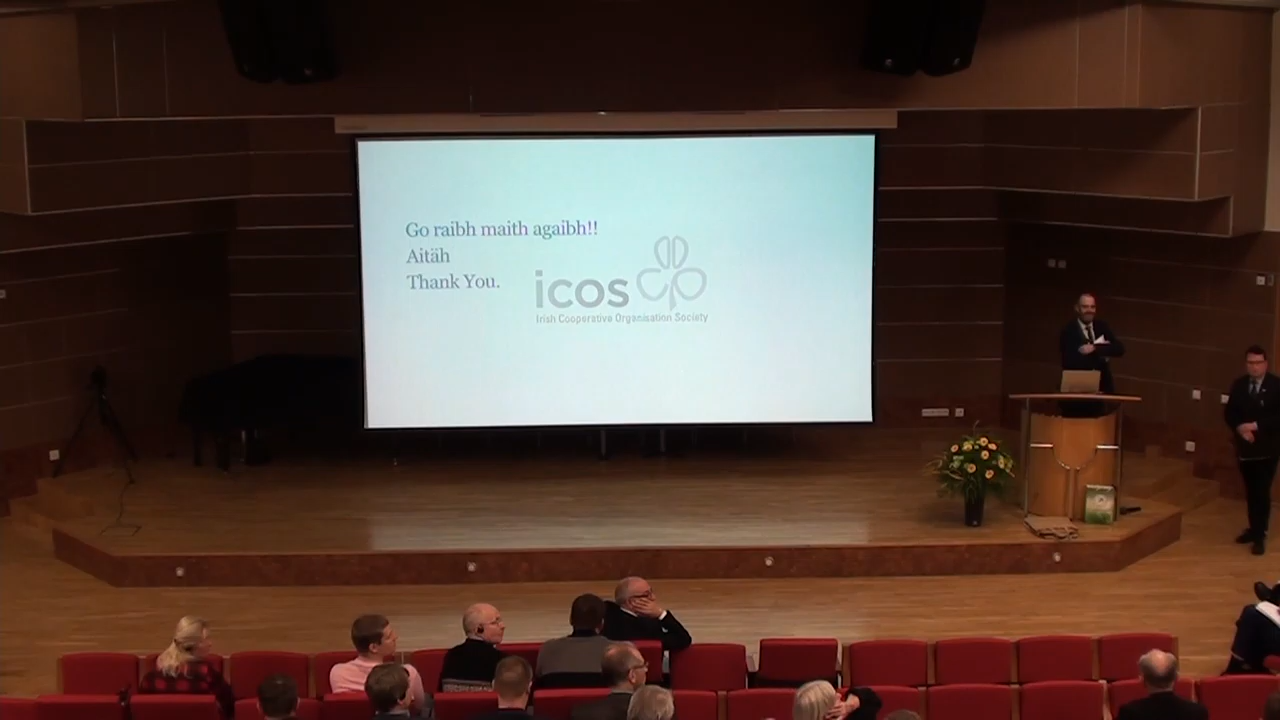 Go raibh maith agaibh!!
Aitäh
Thank You.
icos
Irish Cooperative Organisation Society